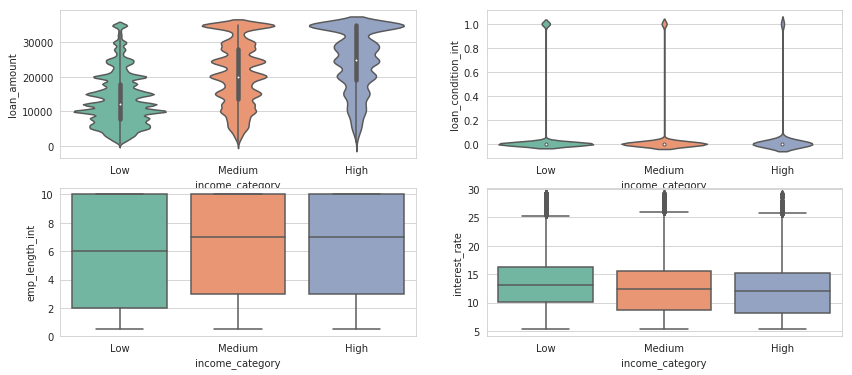 30000
20000
10000
0
loan_amount
Low
Medium
High
income_category
1.0
0.8
0.6
0.4
0.2
0.0
loan_condition_int
Low
Medium
High
income_category
10
8
6
4
2
0
emp_length_int
Low
Medium
High
income_category
30
25
20
15
10
5
interest_rate
Low
Medium
High
income_category